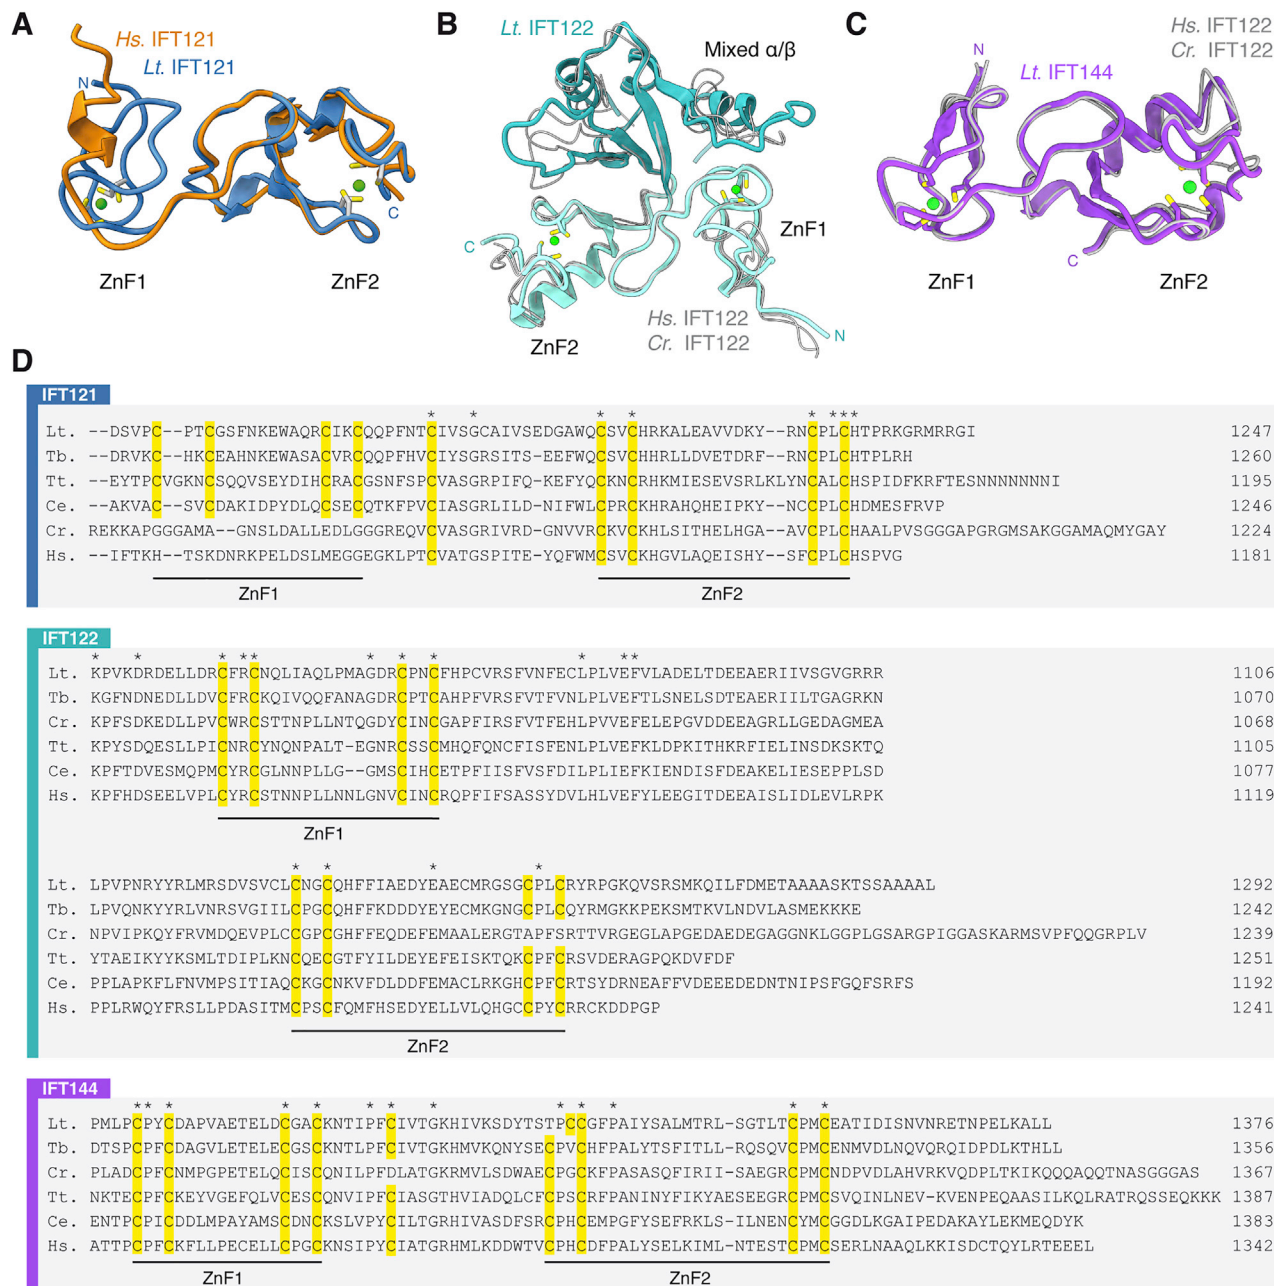 A
Hs. IFT121
Lt. IFT121
N
C
ZnF1
ZnF2
B
Lt. IFT122
Mixed α/β
ZnF1
C
Hs. IFT122
Cr. IFT122
N
ZnF2
C
Hs. IFT122
Cr. IFT122
N
Lt. IFT144
C
ZnF1
ZnF2
D
IFT121
* * * * * * * *
Lt. --DSVPC--PTCGSFNKEWAQRCIKCQQPFNTCIVSGCAIVSEDGAWQCSVCHRKALEAVVDKY--RNCPLCHTPRKGRMRRGI 1247
Tb. --DRVKC--HKCEAHNKEWASACVRCQQPFHVCIYSGRSITS-EEFWQCSVCHHRLLDVETDRF--RNCPLCHTPLRH 1260
Tt. --EYTPCVGKNCSQQVSEYDIHCRACGSNFSPCVASGRPIFQ-KEFYQCKNCRHKMIESEVSRLKLYNCALCHSPIDFKRFTESNNNNNNNI 1195
Ce. --AKVAC--SVCDAKIDPYDLQCSECQTKFPVCIASGRLILD-DNIFWLCPRCKHRAHQHEIPKY--NCPLCHDMESFRVP 1246
Cr. REKKAPGGGAMA--GNSLDALLEDLGGGREQVCVASGRIVRD-GNVVRCKVCKHLSITHELHGA--AVCPLCHAALPVSGGGAPGRGMSAKGGAMAQMYGAY 1224
Hs. --IFTKH--TSKDNRKPELDSLMEGGEGKLPTCVATGSPITE-YQFWMCSVCKHGVLAQEISHY--SFCPLCHSPVG 1181
ZnF1 ZnF2
IFT122
* * * ** * * * * **
Lt. KPVKDRDELLDRCFRCNQLIAQLPMAGDRCPNCFHPCVRSFVNFECLPLVEFVLADELTDEEAERIIVSGVGRRR 1106
Tb. KGFNDNEDLLDVCFRCKQIVQQFANAGDRCPTCAHPFVRSFVTFVNLPLVEFTLSNELSDTEAERIILTGAGRKN 1070
Cr. KPFSDKEDLLPVCWRCSTTNPLLNTQGDYCINCGAPFIRSFVTFEHLPVVEFELEPGVDDEEAGRLLGEDAGMEA 1068
Tt. KPYSDQESLLPICNRCYNQNPALT-EGNRCSSCMHQFQNCFISFENLPLVEFKLDPKITHKRFIELINSDKSKTQ 1105
Ce. KPFTDVESMQPMCYRCGLNNPLLG--GMSCIHCETPFIISFVSFDILPLIEFKIENDISFDEAKELIESEPPLSD 1077
Hs. KPFHDSEELVPLCYRCSTNNPLLNNLGNVCINCRQPFIFSASSYDVLHLVEFYLEEGITDEEAISLIDLEVLRPK 1119
ZnF1
* * * *
Lt. LPVPNRYYRLMRSDVSVCLCNGCQHFFIAEDYEAECMRGSGCPLCRYRPGKQVSRSMKQILFDMETAAAASKTSSAAAAL 1292
Tb. LPVQNKYYRLVNRSVGIILCPGCQHFFKDDDYEYECMKGNGCPLCQYRMGKKPEKSMTKVLNDVLASMEKKKE 1242
Cr. NPVIPKQYFRVMDQEVPLCCGPCGHFFEQDEFEMAALERGTAPFSRTTVRGEGLAPGEDAEDEGAGGNKLGGPLGSARGPIGGASKARMSVPFQQGRPLV 1239
Tt. YTAEIKYYKSMLTDIPLKNCQECGTFYILDEYEFEISKTQKCPFCRSVDERAGPQKDVFDF 1251
Ce. PPLAPKFLFNVMPSITIAQCKGCNKVFDLDDFEMACLRKGHCPFCRTSYDRNEAFFVDEEEDEDNTNIPSFGQFSRFS 1192
Hs. PPLRWQYFRSLLPDASITMCPSCFQMFHSEDYELLVLQHGCCPYCRRCKDDPGP 1241
ZnF2
IFT144
** * * * * * * * * * * *
Lt. PMLPCPYCDAPVAETELDCGACKNTIPFCIVTGKHIVKSDYTSTPCCGFPAIYSALMTRL-SGTLTCPMCEATIDISNVNRETNPELKALL 1376
Tb. DTSPCPFCDAGVLETELECGSCKNTLPFCIVTGKHMVKQNYSECPVCHFPALYTSFITLL-RQSQVCPMCEENMVDLNQVQRQIDPDLKTHLL 1356
Cr. PLADCPFCNMPGPETELQCISCQNILPFDLATGKRMVLSDWAECPGCKFPASASQFIRII-SAEGRCPMCNDPVDLAHVRKVQDPLTKIKQQQAQQTNASGGGAS 1367
Tt. NKTECPFCKEYVGEFQLVCESCQNVIPFCIASGTHVIADQLCFCPSCRFPANINYFIKYAESEEGRCPMCSVQINLNEV-KVENPEQAASILKQLRATRQSSEQKKK 1387
Ce. ENTPCPICDDLMPAYAMSCDNCKSLVPYCILTGRHIVASDFSRCPHCEMPGFYSEFRKLS-ILNENCYMCGGDLKGAIPEDAKAYLEKMEQDYK 1383
Hs. ATTPCPFCKFLLPECELLCPGCKNSIPYCIATGRHMLKDDWTVCPHCDFPALYSELKIML-NTESTCPMCSERLNAAQLKKISDCTQYLRTEEEL 1342
ZnF1 ZnF2